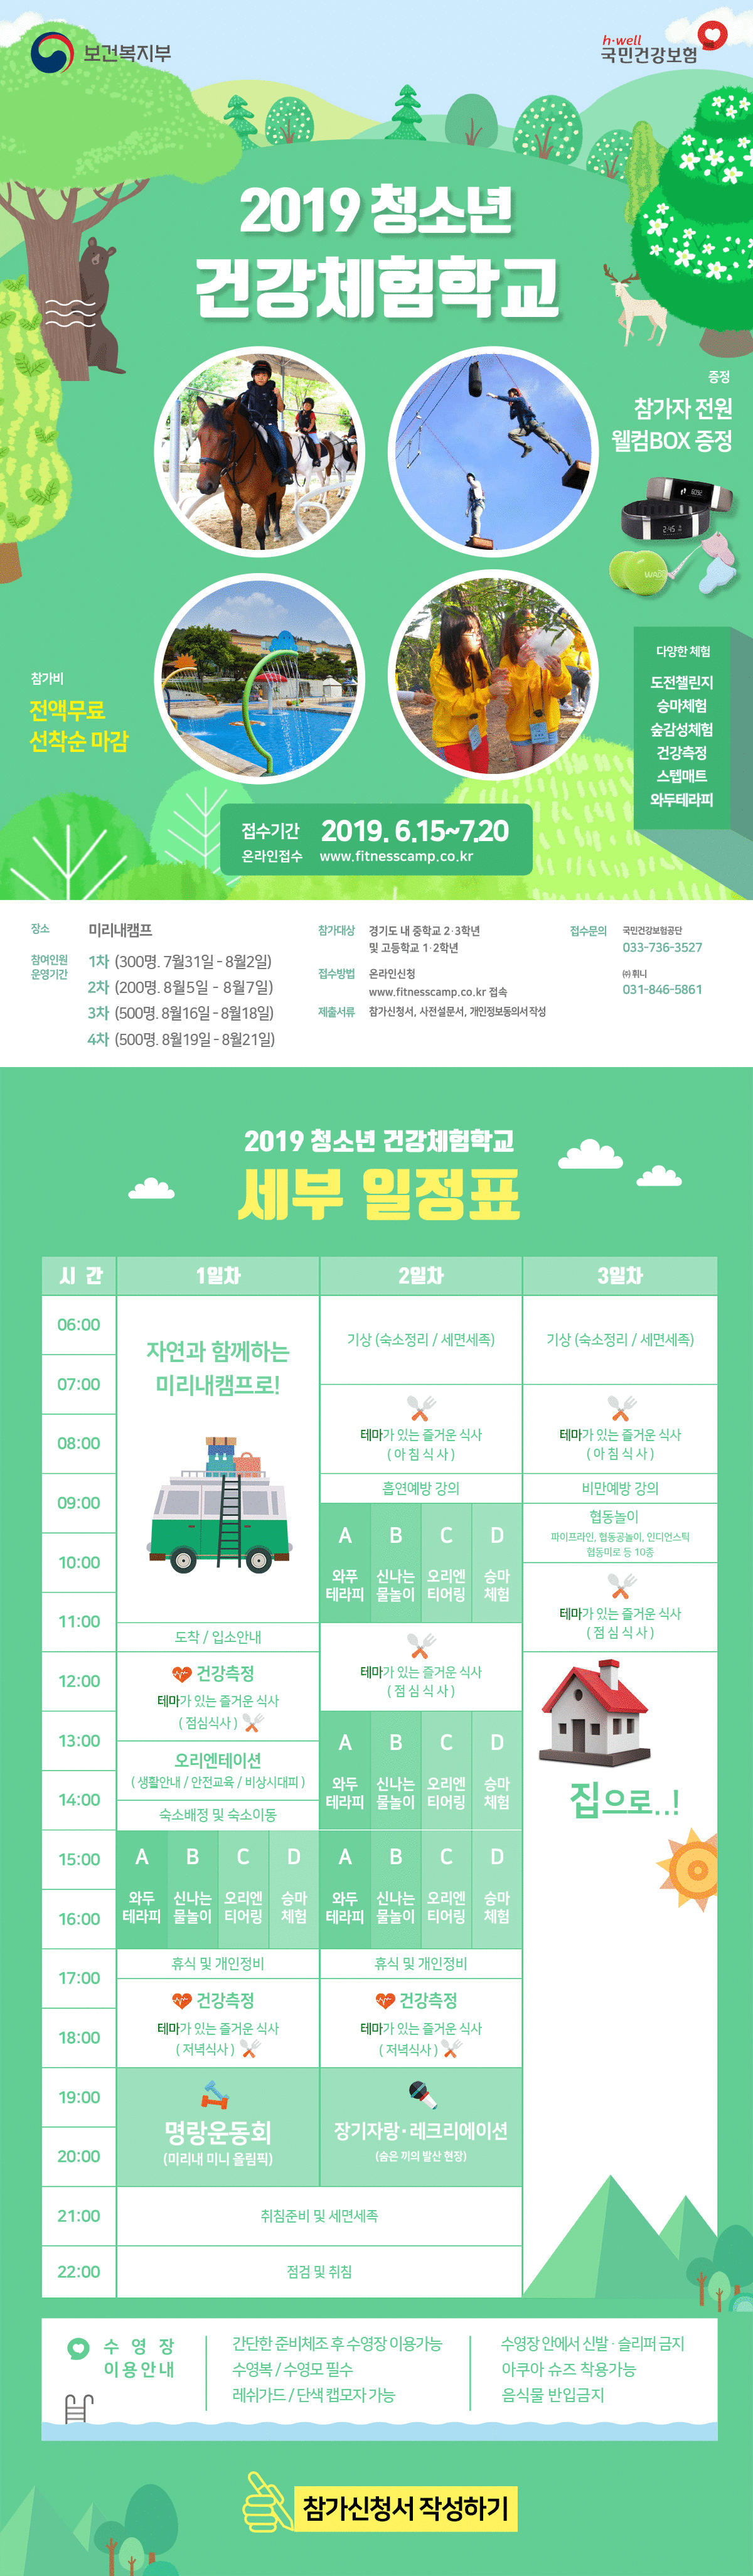 보건복지부
h·well
국민건강보험
2019 청소년
건강체험학교
증정
참가자 전원
웰컴BOX 증정
참가비
전액무료
선착순 마감
다양한 체험
도전챌린지
승마체험
숲감성체험
건강측정
스텝매트
와두테라피
접수기간 2019. 6.15~7.20
온라인접수 www.fitnesscamp.co.kr
장소 미리내캠프
참여인원
운영기간
1차 (300명. 7월31일 - 8월2일)
2차 (200명. 8월5일 - 8월7일)
3차 (500명. 8월16일 - 8월18일)
4차 (500명. 8월19일 - 8월21일)
참가대상 경기도 내 중학교 2·3학년
및 고등학교 1·2학년
접수방법 온라인신청
www.fitnesscamp.co.kr 접속
제출서류 참가신청서, 사전설문서, 개인정보동의서 작성
접수문의 국민건강보험공단
033-736-3527
㈜ 휘니
031-846-5861
2019 청소년 건강체험학교
세부 일정표
시 간 1일차 2일차 3일차
06:00
07:00
08:00
09:00
10:00
11:00
12:00
13:00
14:00
15:00
16:00
17:00
18:00
19:00
20:00
21:00
22:00
자연과 함께하는
미리내캠프로!
도착 / 입소안내
건강측정
테마가 있는 즐거운 식사
( 점심식사 )
오리엔테이션
( 생활안내 / 안전교육 / 비상시대피 )
숙소배정 및 숙소이동
A B C D
와두 신나는 오리엔 승마
테라피 물놀이 티어링 체험
휴식 및 개인정비
건강측정
테마가 있는 즐거운 식사
( 저녁식사 )
명랑운동회
(미리내 미니 올림픽)
기상 (숙소정리 / 세면세족)
테마가 있는 즐거운 식사
( 아 침 식 사 )
흡연예방 강의
A B C D
와푸 신나는 오리엔 승마
테라피 물놀이 티어링 체험
테마가 있는 즐거운 식사
( 점 심 식 사 )
A B C D
와두 신나는 오리엔 승마
테라피 물놀이 티어링 체험
A B C D
와두 신나는 오리엔 승마
테라피 물놀이 티어링 체험
휴식 및 개인정비
건강측정
테마가 있는 즐거운 식사
( 저녁식사 )
장기자랑·레크리에이션
(숨은 끼의 발산 현장)
취침준비 및 세면세족
점검 및 취침
기상 (숙소정리 / 세면세족)
테마가 있는 즐거운 식사
( 아 침 식 사 )
비만예방 강의
협동놀이
파이프라인, 협동공놀이, 인디언스틱
협동미로 등 10종
테마가 있는 즐거운 식사
( 점 심 식 사 )
집으로..!
수 영 장
이 용 안 내
간단한 준비체조 후 수영장 이용가능
수영복 / 수영모 필수
레쉬가드 / 단색 캡모자 가능
수영장 안에서 신발 · 슬리퍼 금지
아쿠아 슈즈 착용가능
음식물 반입금지
참가신청서 작성하기